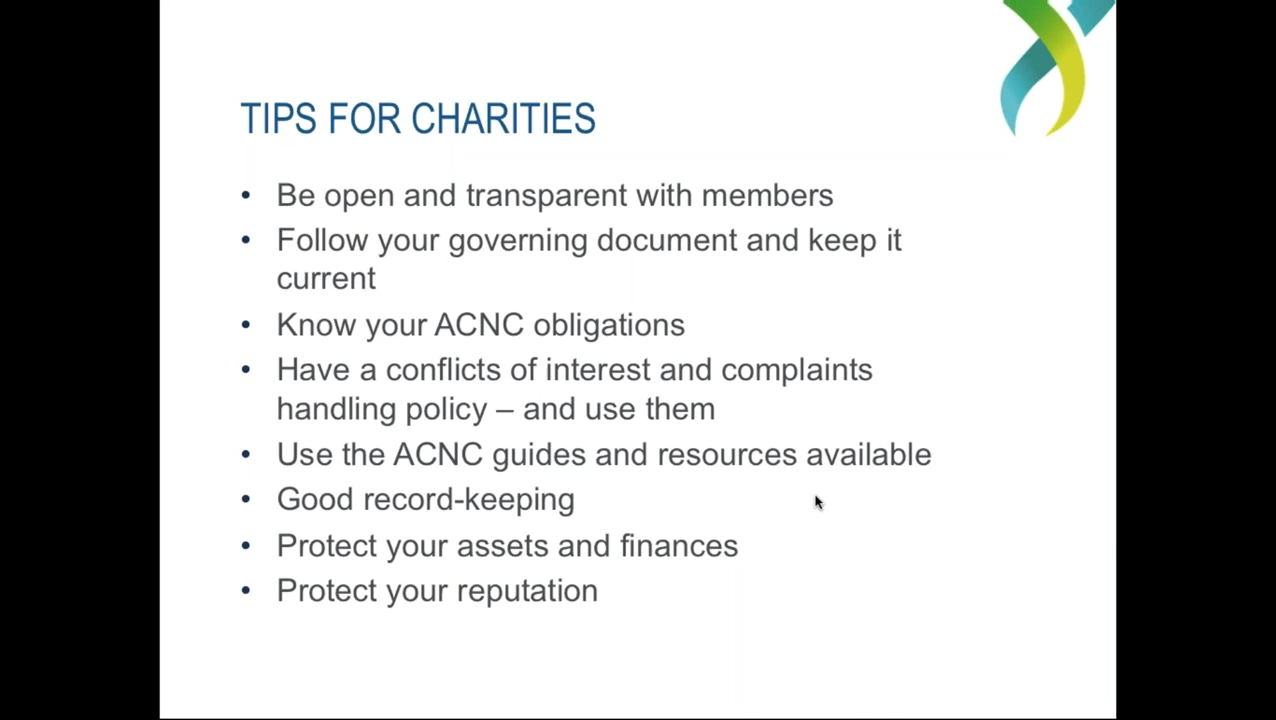 TIPS FOR CHARITIES
• Be open and transparent with members
• Follow your governing document and keep it
current
• Know your ACNC obligations
• Have a conflicts of interest and complaints
handling policy – and use them
• Use the ACNC guides and resources available
• Good record-keeping
• Protect your assets and finances
• Protect your reputation